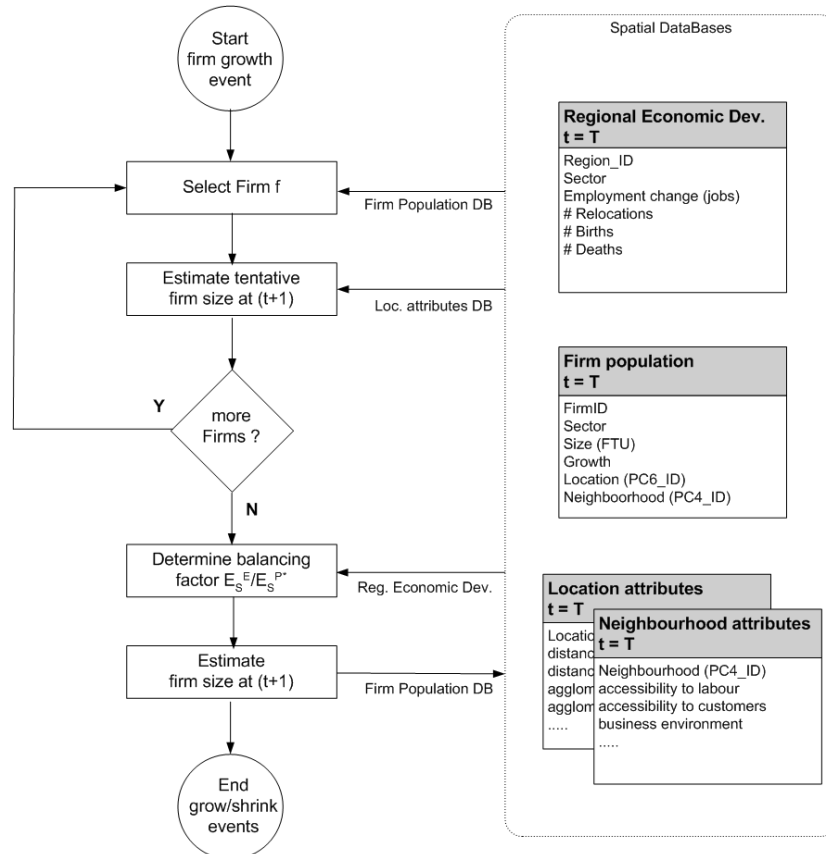 Start
firm growth
event
Select Firm f
Firm Population DB
Estimate tentative
firm size at (t+1)
Loc. attributes DB
Y
more
Firms ?
N
Determine balancing
factor E_S^E/E_S^P*
Reg. Economic Dev.
Estimate
firm size at (t+1)
Firm Population DB
End
grow/shrink
events
Spatial DataBases
Regional Economic Dev.
t = T
Region_ID
Sector
Employment change (jobs)
# Relocations
# Births
# Deaths
Firm population
t = T
FirmID
Sector
Size (FTU)
Growth
Location (PC6_ID)
Neighboorhood (PC4_ID)
Location attributes
t = T
Neighbourhood attributes
t = T
Neighbourhood (PC4_ID)
accessibility to labour
accessibility to customers
business environment
.....
.....